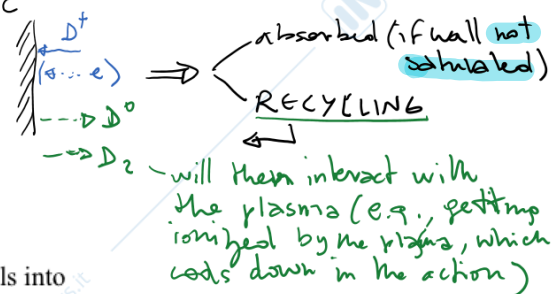 C
D⁺
absorbed (if wall not
saturated)
(←... e)
⇒
RECYCLING
---> D⁰
---> D₂
will them interact with
the plasma (e.g., getting
ionized by the plasma, which
cools down in the action)
ls into